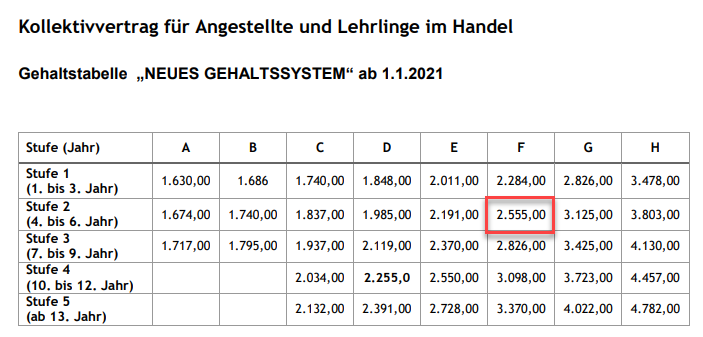 Kollektivvertrag für Angestellte und Lehrlinge im Handel
Gehaltstabelle „NEUES GEHALTSSYSTEM“ ab 1.1.2021
Stufe (Jahr) A B C D E F G H
Stufe 1
(1. bis 3. Jahr) 1.630,00 1.686 1.740,00 1.848,00 2.011,00 2.284,00 2.826,00 3.478,00
Stufe 2
(4. bis 6. Jahr) 1.674,00 1.740,00 1.837,00 1.985,00 2.191,00 2.555,00 3.125,00 3.803,00
Stufe 3
(7. bis 9. Jahr) 1.717,00 1.795,00 1.937,00 2.119,00 2.370,00 2.826,00 3.425,00 4.130,00
Stufe 4
(10. bis 12. Jahr) 2.034,00 2.255,0 2.550,00 3.098,00 3.723,00 4.457,00
Stufe 5
(ab 13. Jahr) 2.132,00 2.391,00 2.728,00 3.370,00 4.022,00 4.782,00